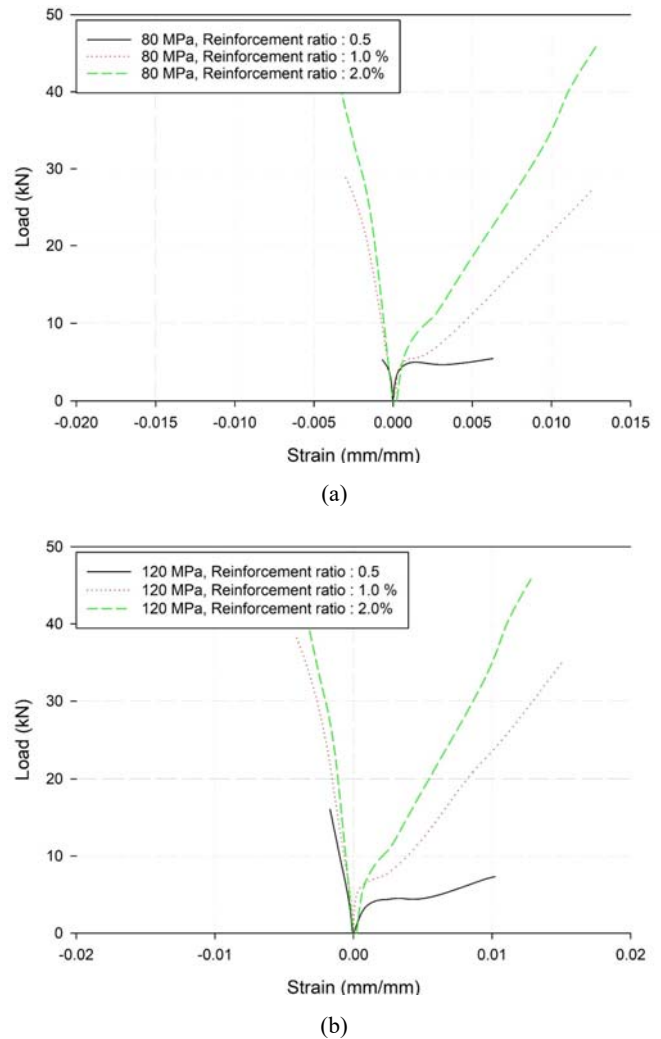 50
80 MPa, Reinforcement ratio : 0.5
80 MPa, Reinforcement ratio : 1.0 %
80 MPa, Reinforcement ratio : 2.0%
40
30
20
10
0
Load (kN)
-0.020 -0.015 -0.010 -0.005 0.000 0.005 0.010 0.015
Strain (mm/mm)
(a)
50
120 MPa, Reinforcement ratio : 0.5
120 MPa, Reinforcement ratio : 1.0 %
120 MPa, Reinforcement ratio : 2.0%
40
30
20
10
0
Load (kN)
-0.02 -0.01 0.00 0.01 0.02
Strain (mm/mm)
(b)